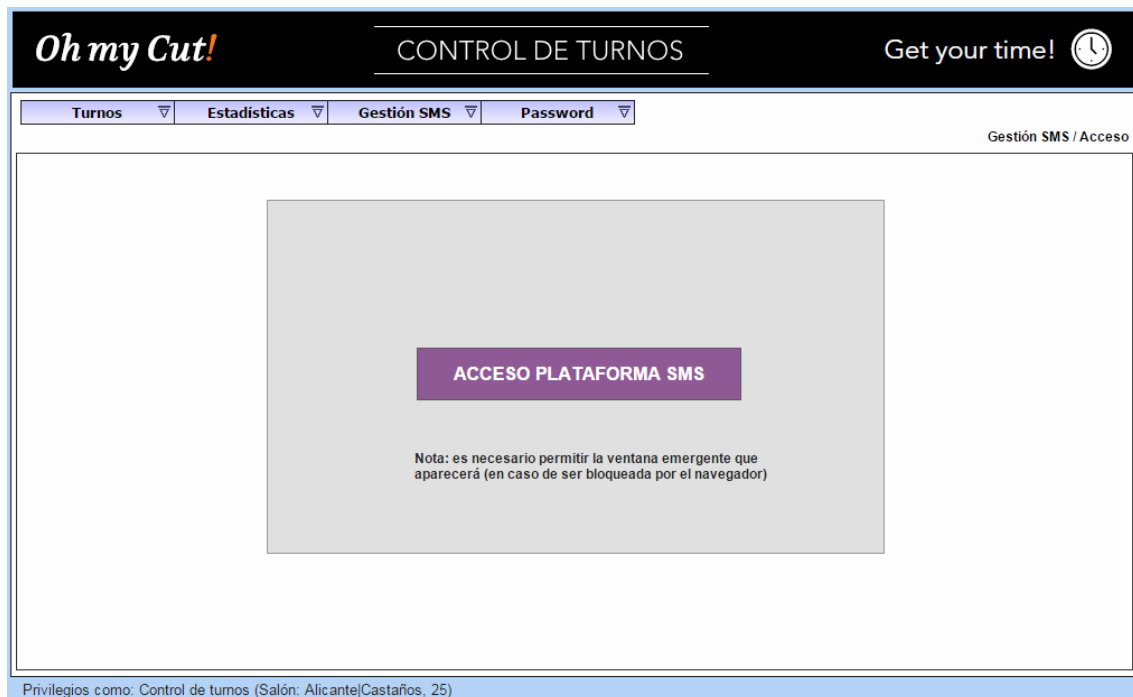 Oh my Cut!
CONTROL DE TURNOS
Get your time!
Turnos
Estadísticas
Gestión SMS
Password
Gestión SMS / Acceso
ACCESO PLATAFORMA SMS
Nota: es necesario permitir la ventana emergente que
aparecerá (en caso de ser bloqueada por el navegador)
Privilegios como: Control de turnos (Salón: Alicante|Castaños, 25)